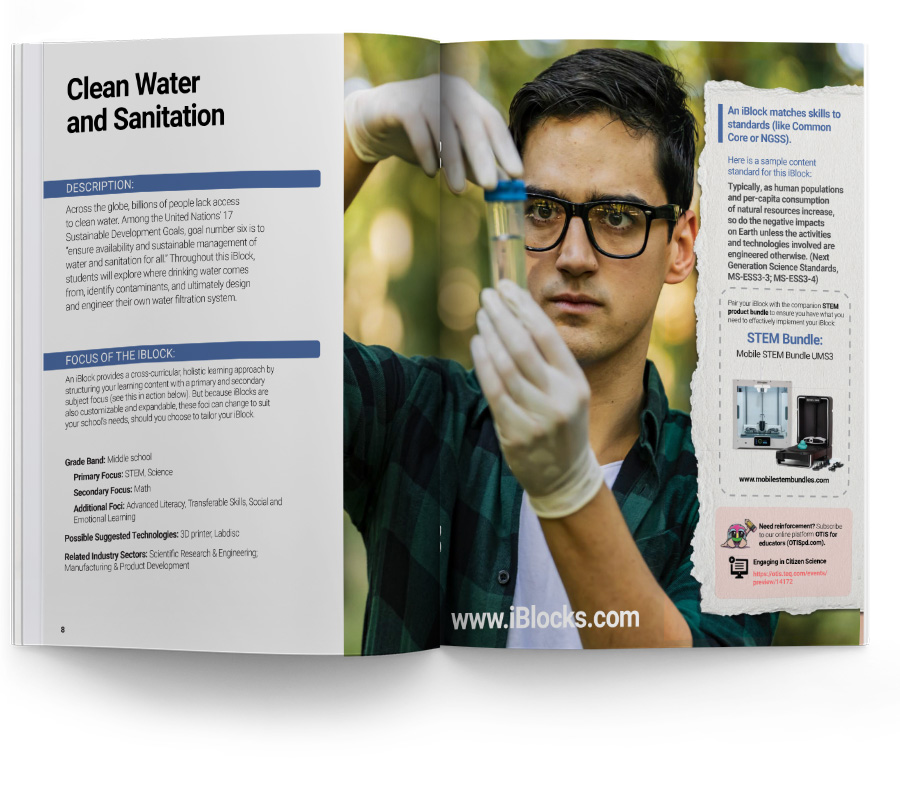 Clean Water
and Sanitation
DESCRIPTION:
Across the globe, billions of people lack access
to clean water. Among the United Nations' 17
Sustainable Development Goals, goal number six is to
"ensure availability and sustainable management of
water and sanitation for all." Throughout this iBlock,
students will explore where drinking water comes
from, identify contaminants, and ultimately design
and engineer their own water filtration system.
FOCUS OF THE IBLOCK:
An iBlock provides a cross-curricular, holistic learning approach by
structuring your learning content with a primary and secondary
subject focus (see this in action below). But because iBlocks are
also customizable and expandable, these foci can change to suit
your school's needs, should you choose to tailor your iBlock.
Grade Band: Middle school
Primary Focus: STEM, Science
Secondary Focus: Math
Additional Foci: Advanced Literacy, Transferable Skills, Social and
Emotional Learning
Possible Suggested Technologies: 3D printer, Labdisc
Related Industry Sectors: Scientific Research & Engineering;
Manufacturing & Product Development
8
www.iBlocks.com
An iBlock matches skills to
standards (like Common
Core or NGSS).
Here is a sample content
standard for this iBlock:
Typically, as human populations
and per-capita consumption
of natural resources increase,
so do the negative impacts
on Earth unless the activities
and technologies involved are
engineered otherwise. (Next
Generation Science Standards,
MS-ESS3-3; MS-ESS3-4)
Pair your iBlock with the companion STEM
product bundle to ensure you have what you
need to effectively implement your iBlock
STEM Bundle:
Mobile STEM Bundle UMS3
www.mobilestembundles.com
Need reinforcement? Subscribe
to our online platform OTIS for
educators (OTISpd.com).
Engaging in Citizen Science
https://otis.teq.com/events/
preview/14172